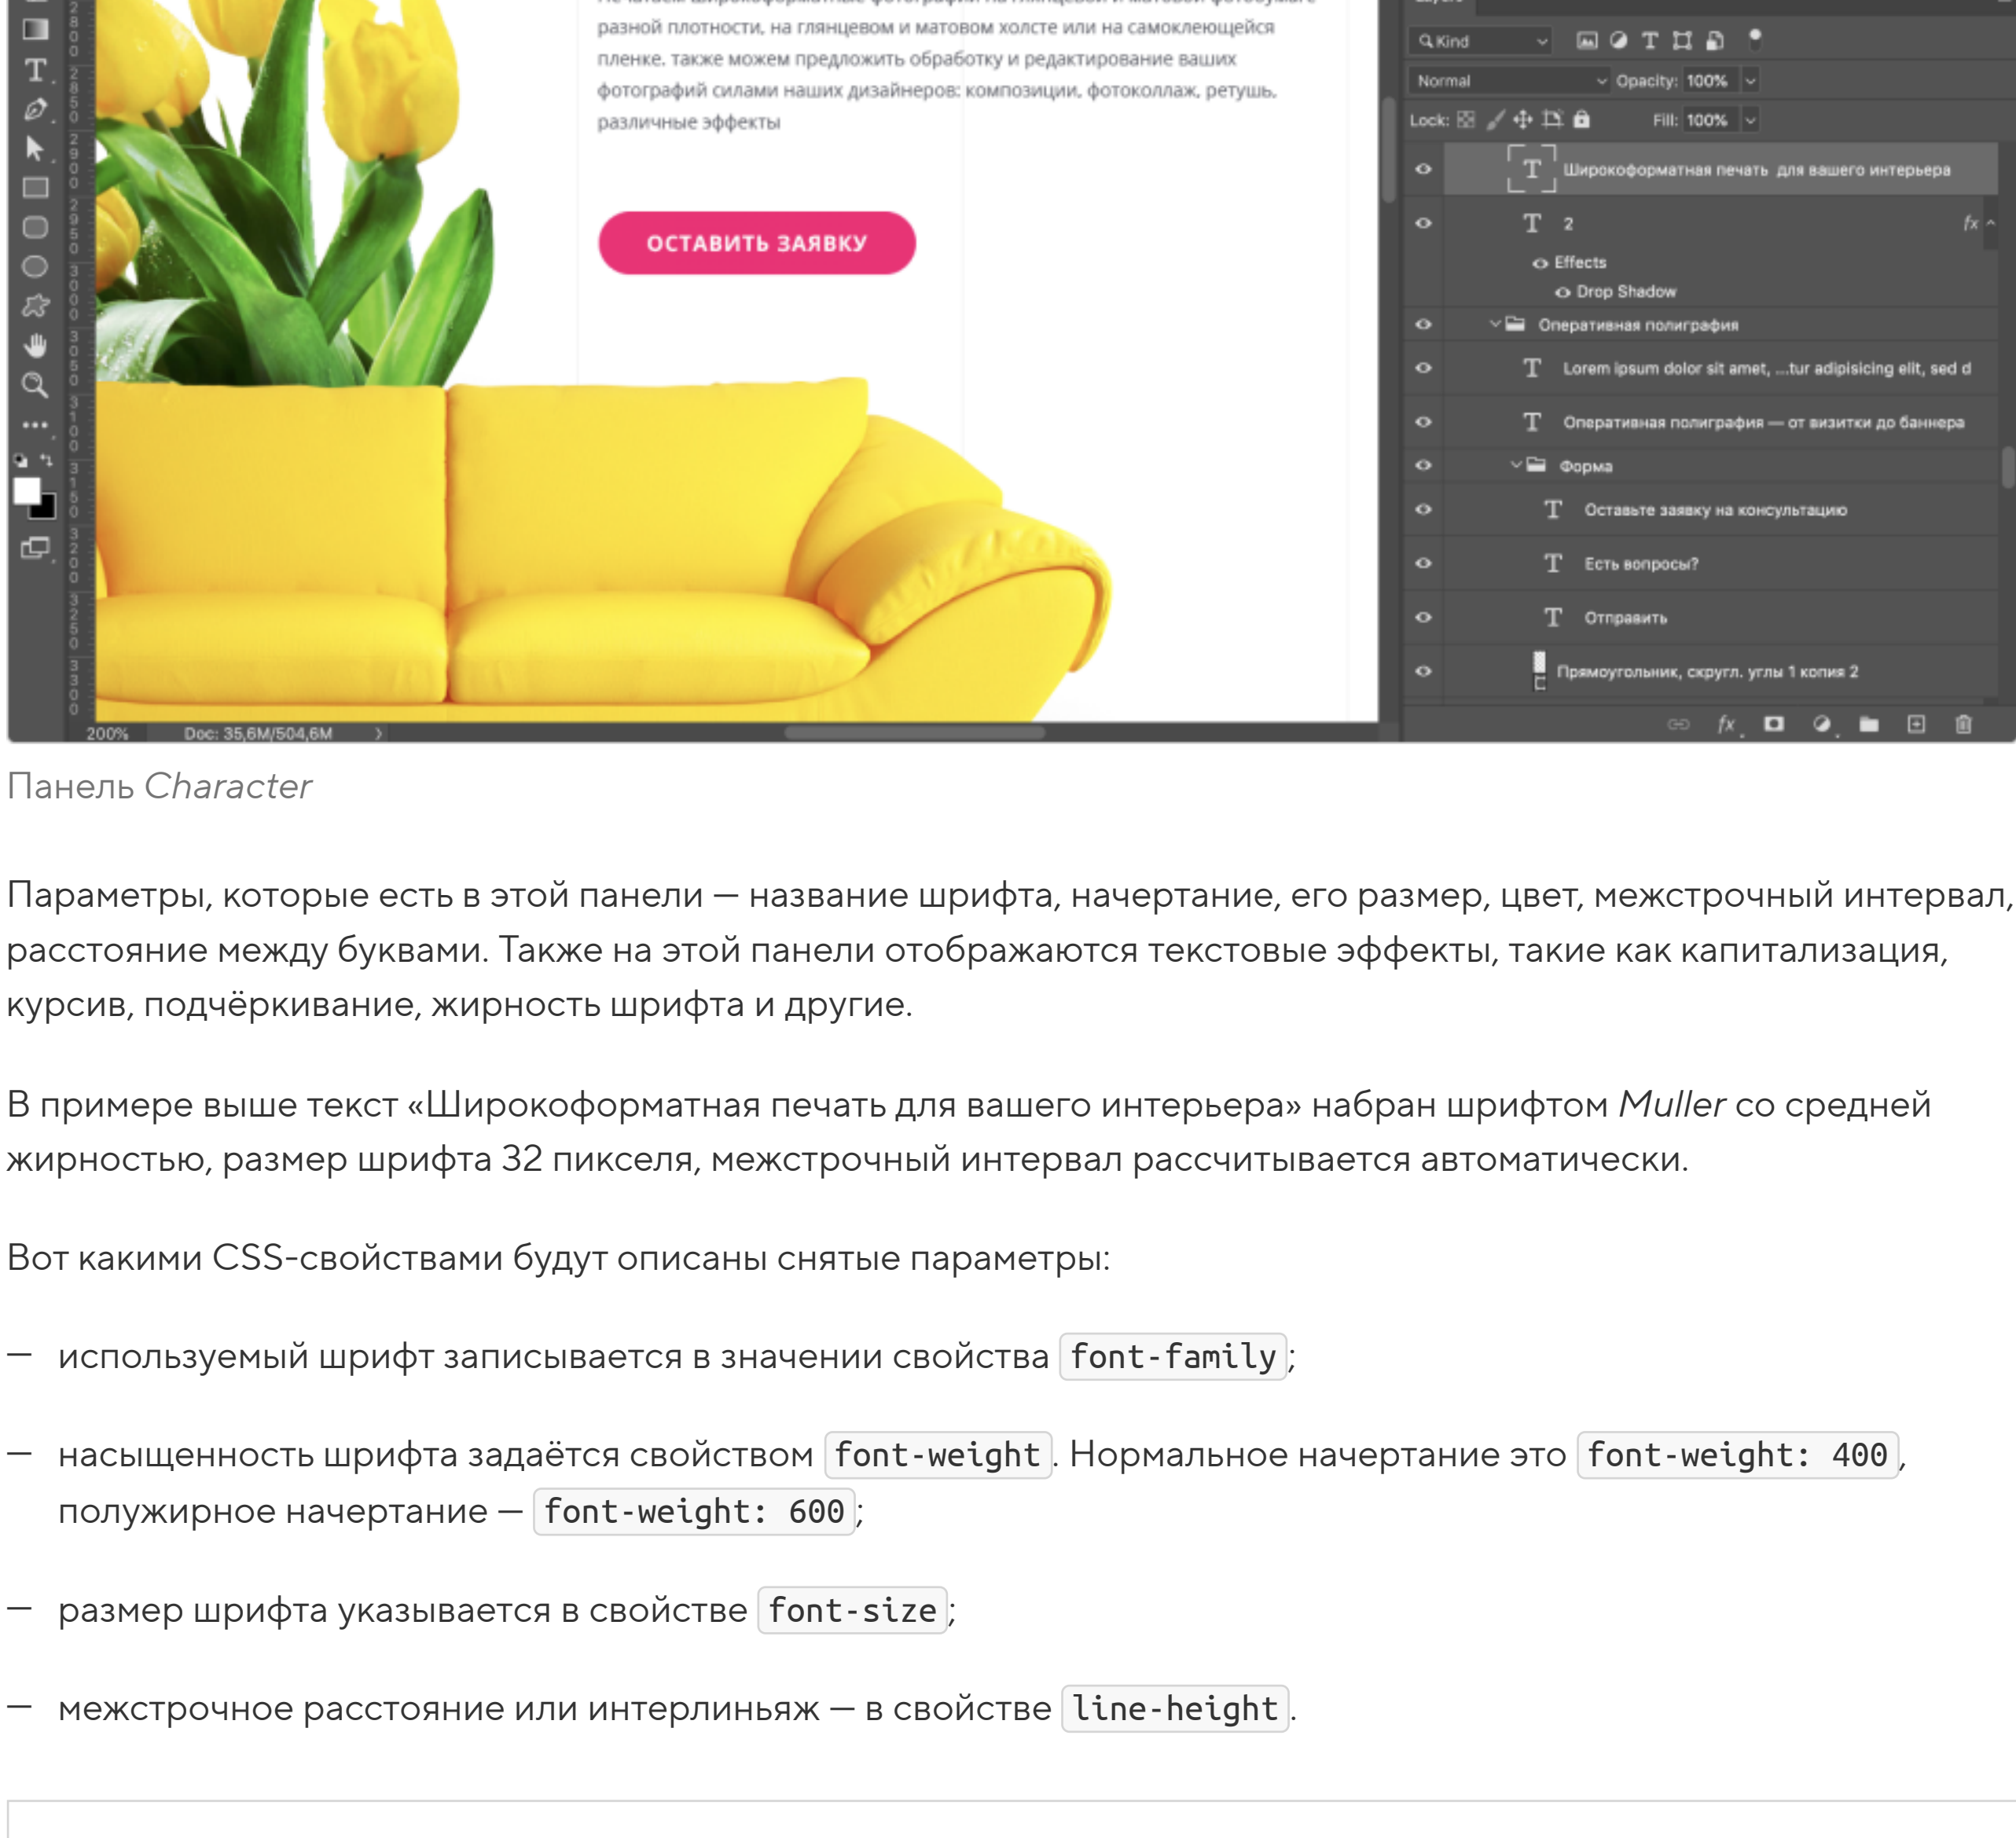 разной плотности, на глянцевом и матовом холсте или на самоклеющейся
пленке. также можем предложить обработку и редактирование ваших
фотографий силами наших дизайнеров: композиции, фотоколлаж, ретушь,
различные эффекты
ОСТАВИТЬ ЗАЯВКУ
200% Doc: 35,6M/504,6M
Kind
Normal Opacity: 100%
Lock: Fill: 100%
Широкоформатная печать для вашего интерьера
2 fx
Effects
Drop Shadow
Оперативная полиграфия
Lorem ipsum dolor sit amet, ...tur adipisicing elit, sed d
Оперативная полиграфия — от визитки до баннера
Форма
Оставьте заявку на консультацию
Есть вопросы?
Отправить
Прямоугольник, скругл. углы 1 копия 2
fx
Панель Character
Параметры, которые есть в этой панели — название шрифта, начертание, его размер, цвет, межстрочный интервал,
расстояние между буквами. Также на этой панели отображаются текстовые эффекты, такие как капитализация,
курсив, подчёркивание, жирность шрифта и другие.
В примере выше текст «Широкоформатная печать для вашего интерьера» набран шрифтом Muller со средней
жирностью, размер шрифта 32 пикселя, межстрочный интервал рассчитывается автоматически.
Вот какими CSS-свойствами будут описаны снятые параметры:
— используемый шрифт записывается в значении свойства font-family;
— насыщенность шрифта задаётся свойством font-weight. Нормальное начертание это font-weight: 400,
полужирное начертание — font-weight: 600;
— размер шрифта указывается в свойстве font-size;
— межстрочное расстояние или интерлиньяж — в свойстве line-height.